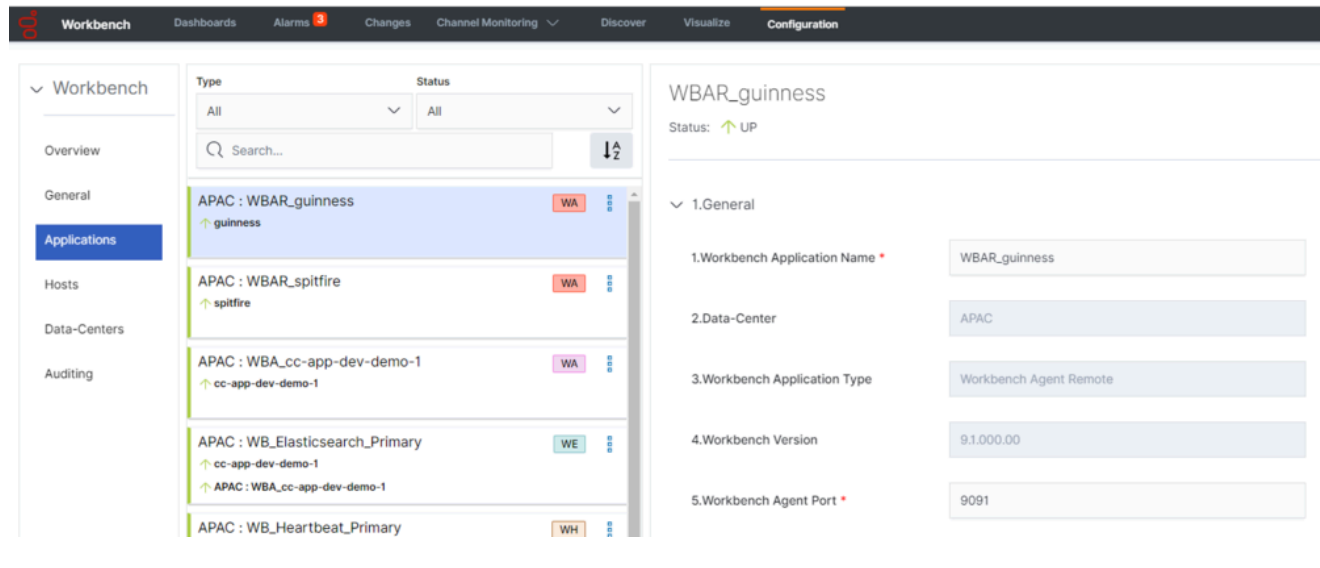 Workbench Dashboards Alarms 3 Changes Channel Monitoring Discover Visualize Configuration
Workbench
Overview
General
Applications
Hosts
Data-Centers
Auditing
Type Status
All All
Search...
APAC : WBAR_guinness WA
guinness
APAC : WBAR_spitfire WA
spitfire
APAC : WBA_cc-app-dev-demo-1 WA
cc-app-dev-demo-1
APAC : WB_Elasticsearch_Primary WE
cc-app-dev-demo-1
APAC : WBA_cc-app-dev-demo-1
APAC : WB_Heartbeat_Primary WH
WBAR_guinness
Status: UP
1.General
1.Workbench Application Name * WBAR_guinness
2.Data-Center APAC
3.Workbench Application Type Workbench Agent Remote
4.Workbench Version 9.1.000.00
5.Workbench Agent Port * 9091